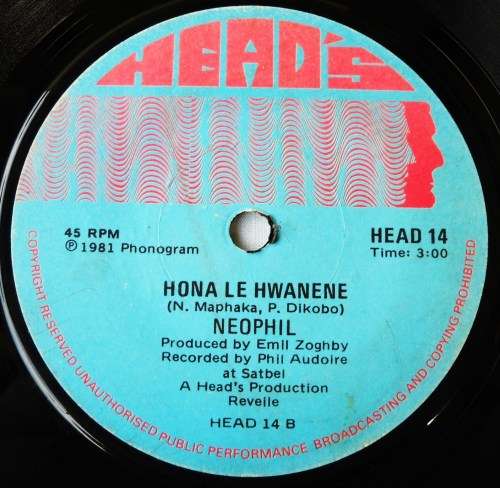 HEAD'S
45 RPM
℗ 1981 Phonogram
HEAD 14
Time: 3:00
HONA LE HWANENE
(N. Maphaka, P. Dikobo)
NEOPHIL
Produced by Emil Zoghby
Recorded by Phil Audoire
at Satbel
A Head's Production
Revelle
HEAD 14 B
COPYRIGHT RESERVED UNAUTHORISED PUBLIC PERFORMANCE BROADCASTING AND COPYING PROHIBITED